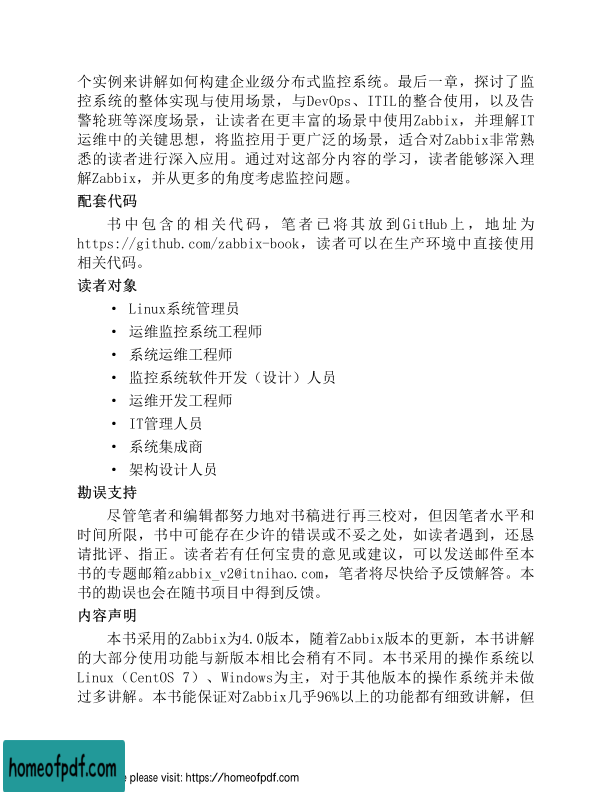 个实例来讲解如何构建企业级分布式监控系统。最后一章，探讨了监
控系统的整体实现与使用场景，与DevOps、ITIL的整合使用，以及告
警轮班等深度场景，让读者在更丰富的场景中使用Zabbix，并理解IT
运维中的关键思想，将监控用于更广泛的场景，适合对Zabbix非常熟
悉的读者进行深入应用。通过对这部分内容的学习，读者能够深入理
解Zabbix，并从更多的角度考虑监控问题。
配套代码
书中包含的相关代码，笔者已将其放到GitHub上，地址为
https://github.com/zabbix-book，读者可以在生产环境中直接使用
相关代码。
读者对象
• Linux系统管理员
• 运维监控系统工程师
• 系统运维工程师
• 监控系统软件开发（设计）人员
• 运维开发工程师
• IT管理人员
• 系统集成商
• 架构设计人员
勘误支持
尽管笔者和编辑都努力地对书稿进行再三校对，但因笔者水平和
时间所限，书中可能存在少许的错误或不妥之处，如读者遇到，还恳
请批评、指正。读者若有任何宝贵的意见或建议，可以发送邮件至本
书的专题邮箱zabbix_v2@itnihao.com，笔者将尽快给予反馈解答。本
书的勘误也会在随书项目中得到反馈。
内容声明
本书采用的Zabbix为4.0版本，随着Zabbix版本的更新，本书讲解
的大部分使用功能与新版本相比会稍有不同。本书采用的操作系统以
Linux（CentOS 7）、Windows为主，对于其他版本的操作系统并未做
过多讲解。本书能保证对Zabbix几乎96%以上的功能都有细致讲解，但
homeofpdf.com
e please visit: https://homeofpdf.com